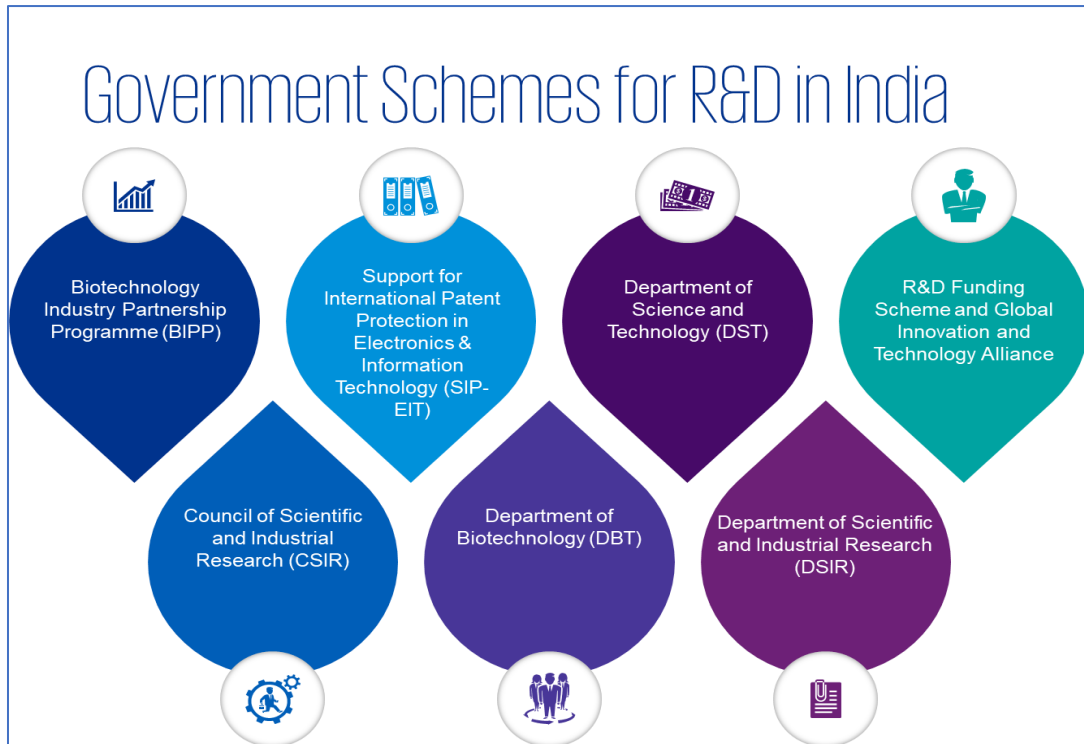 Government Schemes for R&D in India
Biotechnology
Industry Partnership
Programme (BIPP)
Support for
International Patent
Protection in
Electronics &
Information
Technology (SIP-
EIT)
Department of
Science and
Technology (DST)
R&D Funding
Scheme and Global
Innovation and
Technology Alliance
Council of Scientific
and Industrial
Research (CSIR)
Department of
Biotechnology (DBT)
Department of Scientific
and Industrial Research
(DSIR)